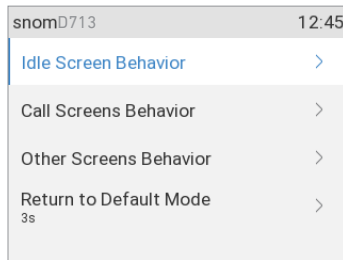 snomD713 12:45
Idle Screen Behavior
Call Screens Behavior
Other Screens Behavior
Return to Default Mode
3s